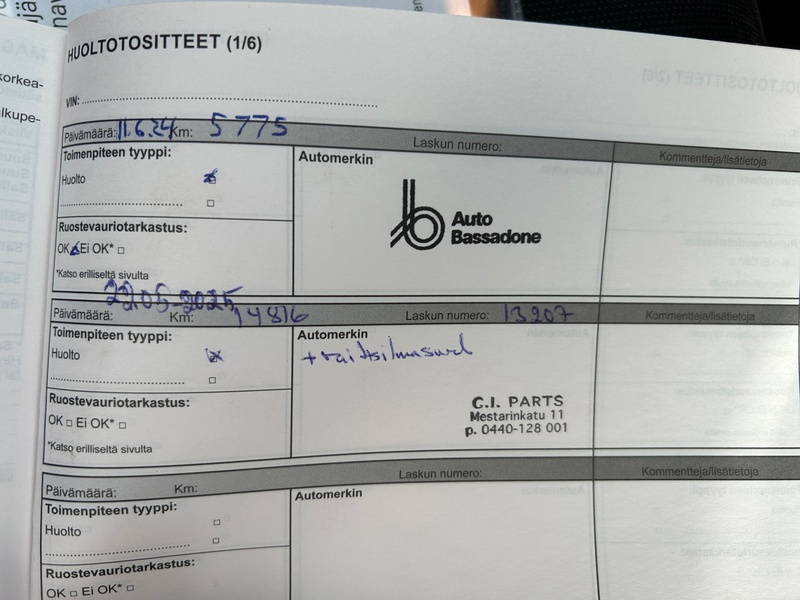 HUOLTOTOSITTEET (1/6)
VIN:
Päivämäärä: 11.6.24 Km: 5775 Laskun numero: Kommentteja/lisätietoja
Toimenpiteen tyyppi:
Automerkin
Huolto
Auto
Bassadone
Ruostevauriotarkastus:
OK Ei OK*
*Katso erilliseltä sivulta
22.05-2025
Päivämäärä: Km: 14816 Laskun numero: 13207 Kommentteja/lisätietoja
Toimenpiteen tyyppi:
Automerkin
Huolto
C.I. PARTS
Mestarinkatu 11
p. 0440-128 001
Ruostevauriotarkastus:
OK Ei OK*
*Katso erilliseltä sivulta
Päivämäärä: Km: Laskun numero: Kommentteja/lisätietoja
Toimenpiteen tyyppi:
Automerkin
Huolto
Ruostevauriotarkastus:
OK Ei OK*